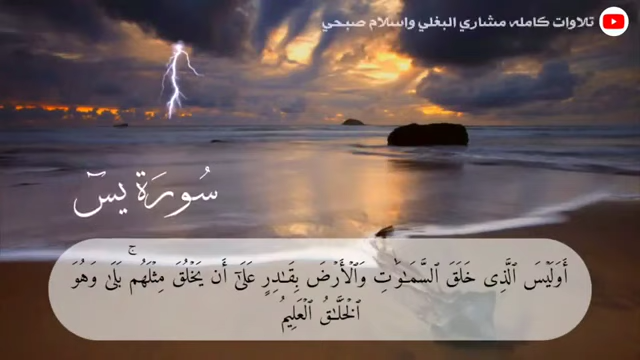 تلاوات كامله مشاري البغلي واسلام صبحي
سُورَة يسٓ
أَوَلَيۡسَ ٱلَّذِى خَلَقَ ٱلسَّمَـٰوَٰتِ وَٱلۡأَرۡضَ بِقَـٰدِرٍ عَلَىٰٓ أَن يَخۡلُقَ مِثۡلَهُمۚ بَلَىٰ وَهُوَ
ٱلۡخَلَّـٰقُ ٱلۡعَلِيمُ